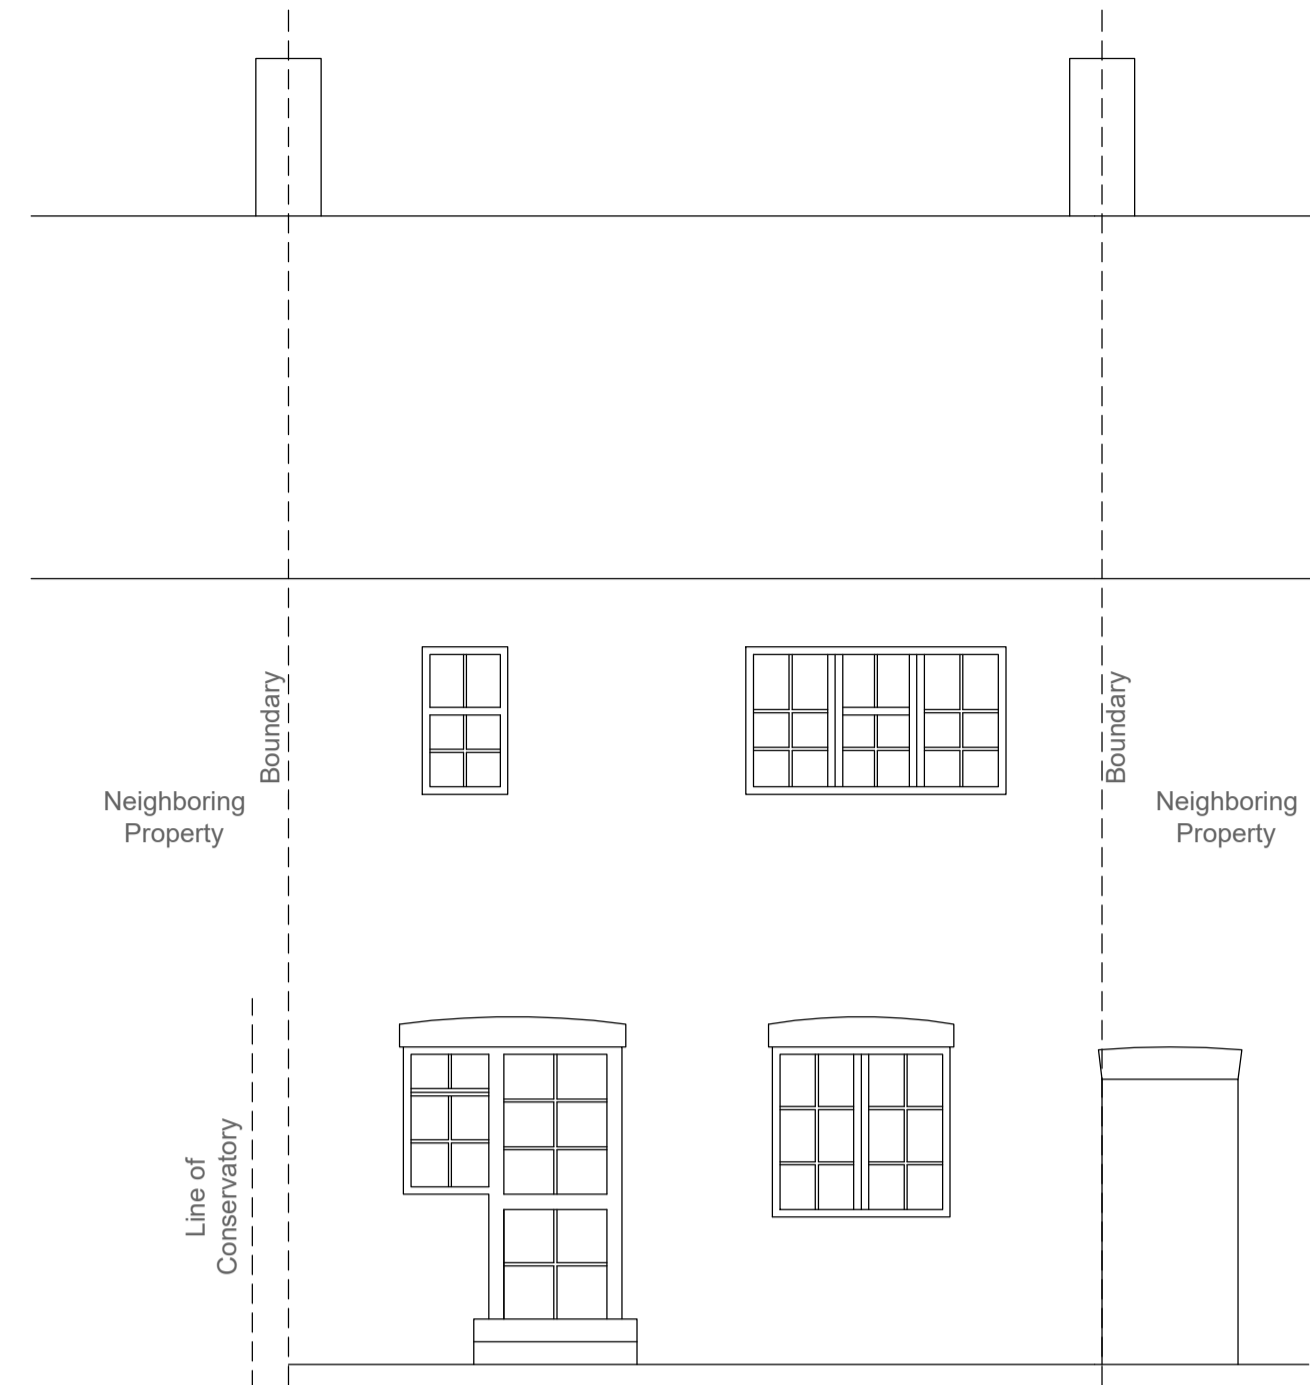 Boundary
Neighboring
Property
Boundary
Neighboring
Property
Line of
Conservatory